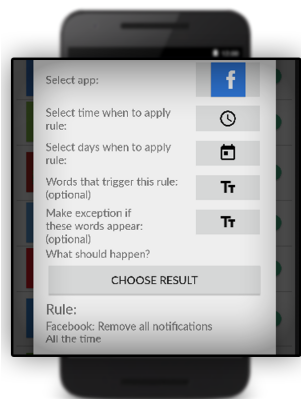 Select app:
f
Select time when to apply
rule:
Select days when to apply
rule:
Words that trigger this rule:
(optional)
Tт
Make exception if
these words appear:
(optional)
Tт
What should happen?
CHOOSE RESULT
Rule:
Facebook: Remove all notifications
All the time